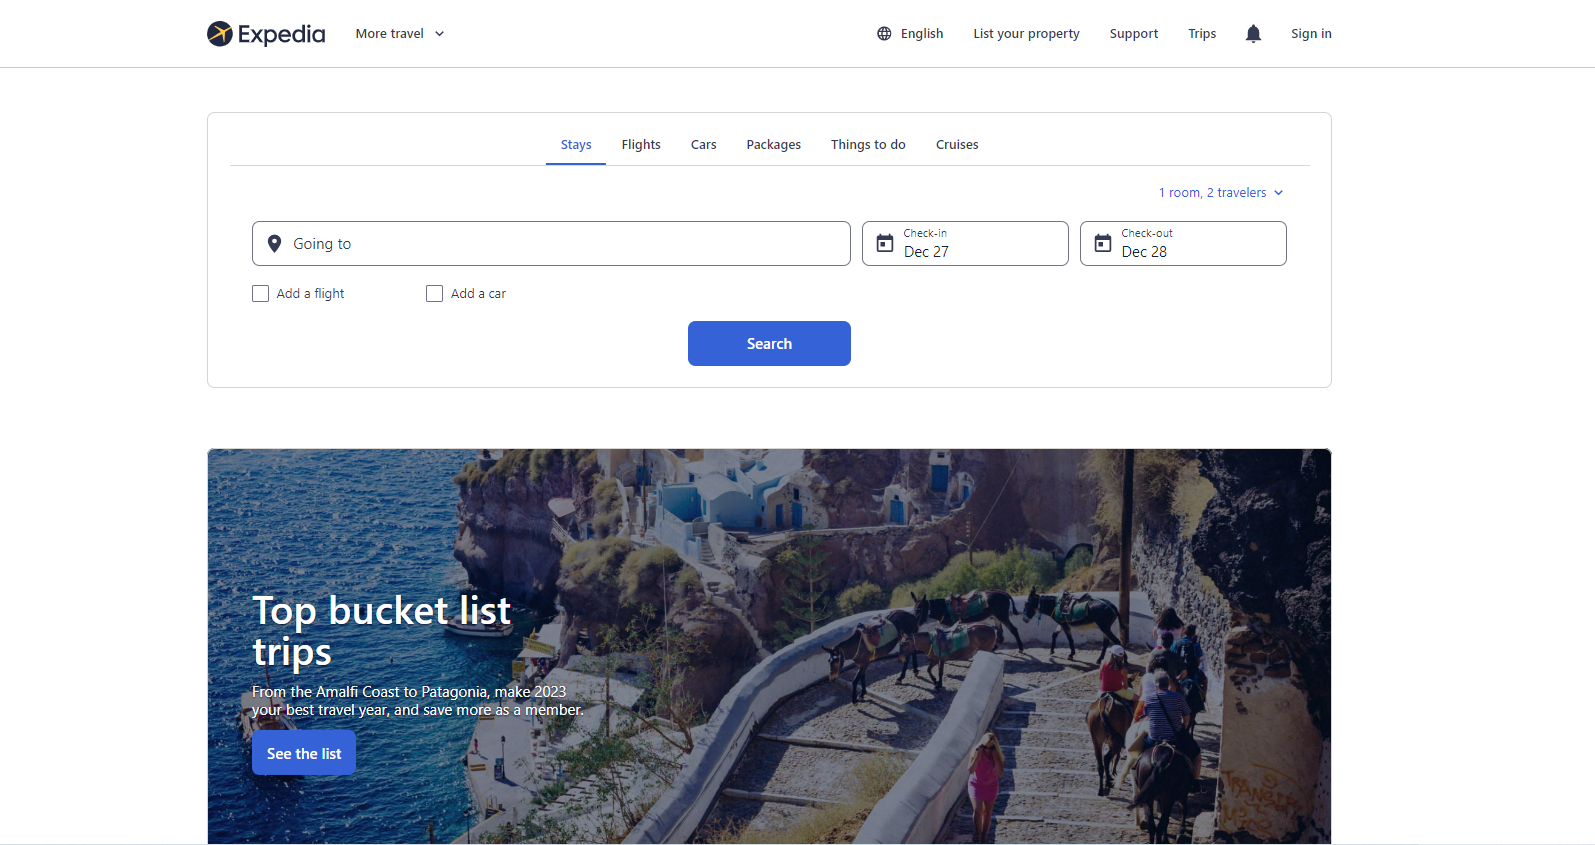 Expedia
More travel
English
List your property
Support
Trips
Sign in
Stays
Flights
Cars
Packages
Things to do
Cruises
1 room, 2 travelers
Going to
Check-in
Dec 27
Check-out
Dec 28
Add a flight
Add a car
Search
Top bucket list
trips
From the Amalfi Coast to Patagonia, make 2023
your best travel year, and save more as a member.
See the list